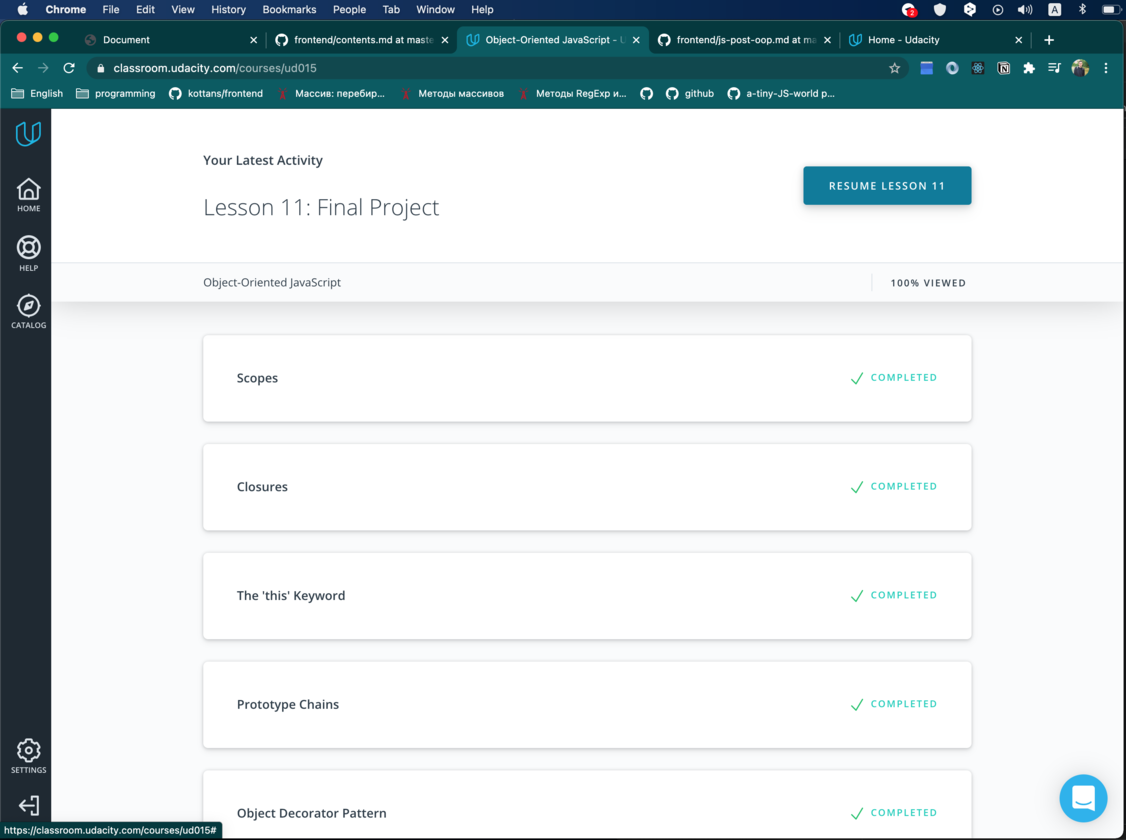 Chrome File Edit View History Bookmarks People Tab Window Help
2
A
Document
frontend/contents.md at maste
Object-Oriented JavaScript - U
frontend/js-post-oop.md at ma
Home - Udacity
classroom.udacity.com/courses/ud015
English
programming
kottans/frontend
Массив: перебир...
Методы массивов
Методы RegExp и...
github
a-tiny-JS-world p...
HOME
HELP
CATALOG
SETTINGS
Your Latest Activity
RESUME LESSON 11
Lesson 11: Final Project
Object-Oriented JavaScript
100% VIEWED
Scopes
COMPLETED
Closures
COMPLETED
The 'this' Keyword
COMPLETED
Prototype Chains
COMPLETED
Object Decorator Pattern
COMPLETED
https://classroom.udacity.com/courses/ud015#